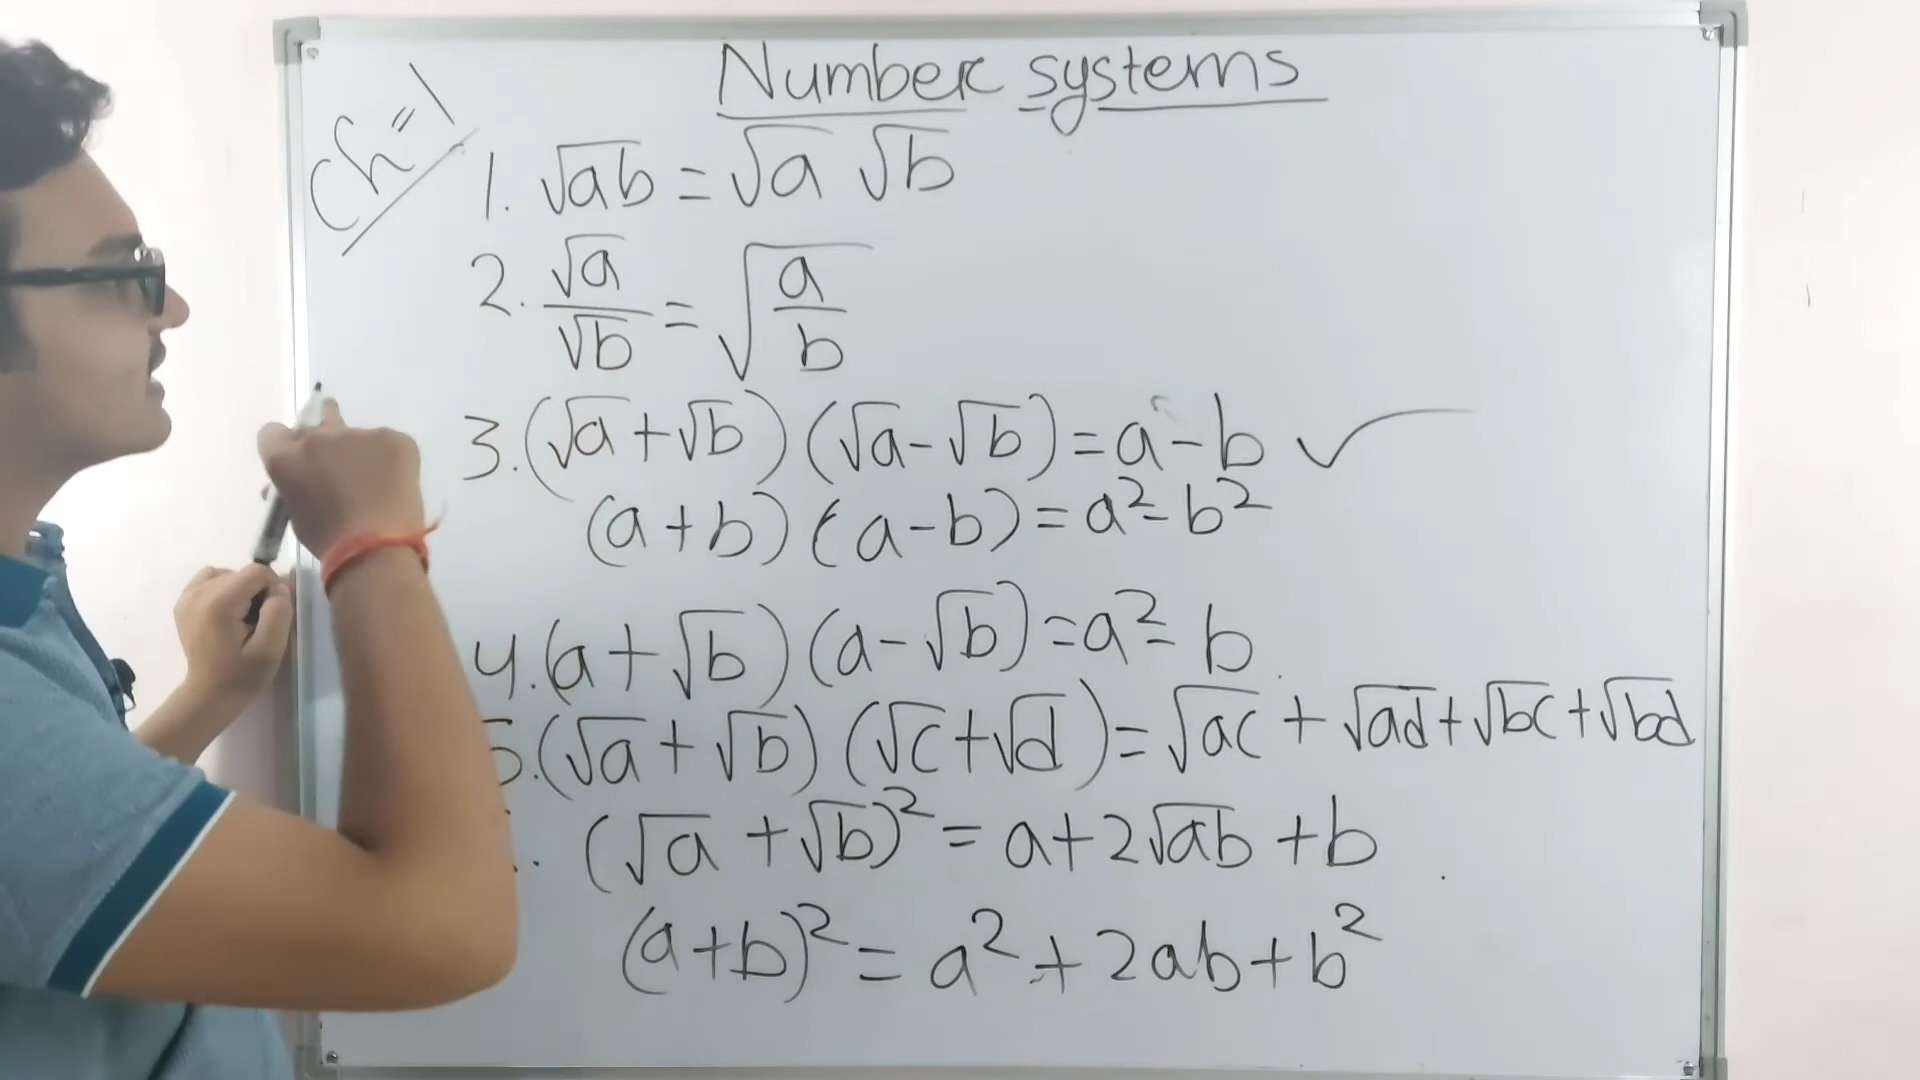 Number systems
Ch=1
1. √ab = √a √b
2. √a/√b = √(a/b)
3. (√a+√b) (√a-√b) = a-b ✓
(a+b) (a-b) = a²-b²
4. (a+√b) (a-√b) = a²-b
5. (√a+√b) (√c+√d) = √ac + √ad + √bc + √bd
(√a+√b)² = a+2√ab+b
(a+b)² = a²+2ab+b²